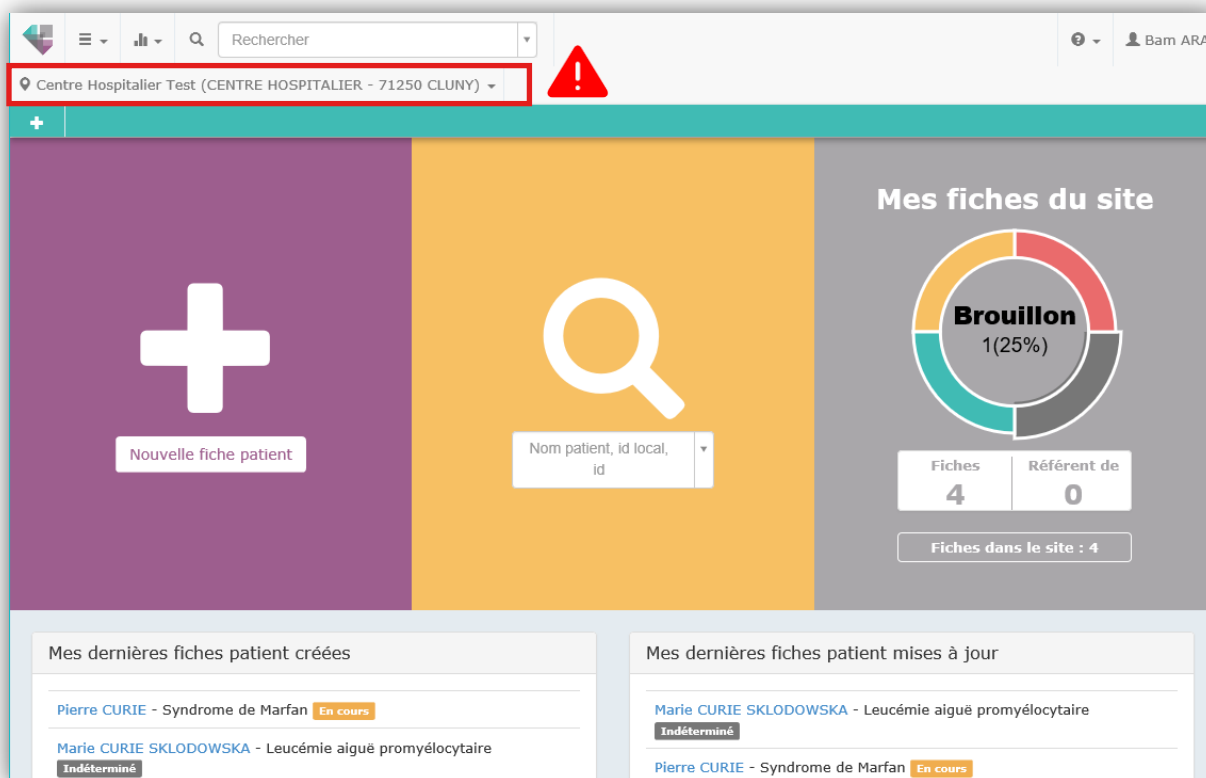 Rechercher
Bam ARA
Centre Hospitalier Test (CENTRE HOSPITALIER - 71250 CLUNY)
Nouvelle fiche patient
Nom patient, id local,
id
Mes fiches du site
Brouillon
1(25%)
Fiches
4
Référent de
0
Fiches dans le site : 4
Mes dernières fiches patient créées
Pierre CURIE - Syndrome de Marfan En cours
Marie CURIE SKLODOWSKA - Leucémie aiguë promyélocytaire
Indéterminé
Mes dernières fiches patient mises à jour
Marie CURIE SKLODOWSKA - Leucémie aiguë promyélocytaire
Indéterminé
Pierre CURIE - Syndrome de Marfan En cours